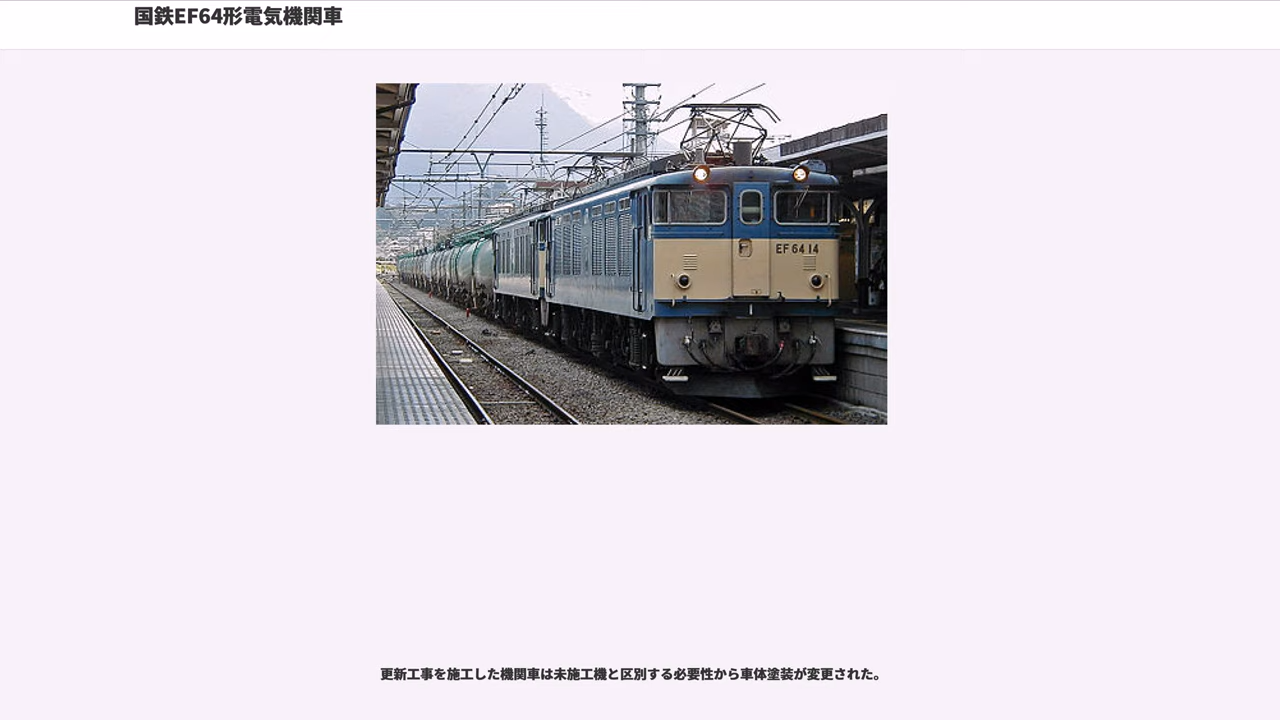 国鉄EF64形電気機関車
EF 64 14
更新工事を施工した機関車は未施工機と区別する必要性から車体塗装が変更された。